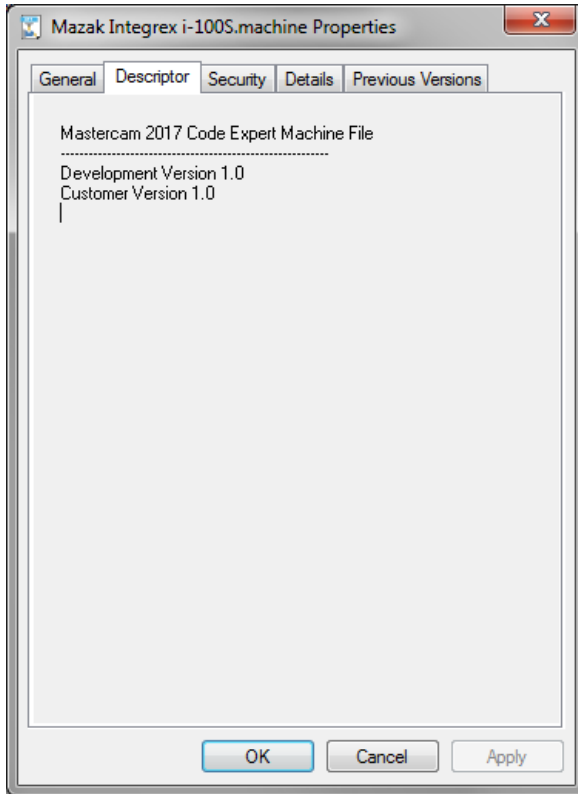 Mazak Integrex i-100S.machine Properties
General Descriptor Security Details Previous Versions
Mastercam 2017 Code Expert Machine File
--------------------------------------------------------
Development Version 1.0
Customer Version 1.0
OK Cancel Apply